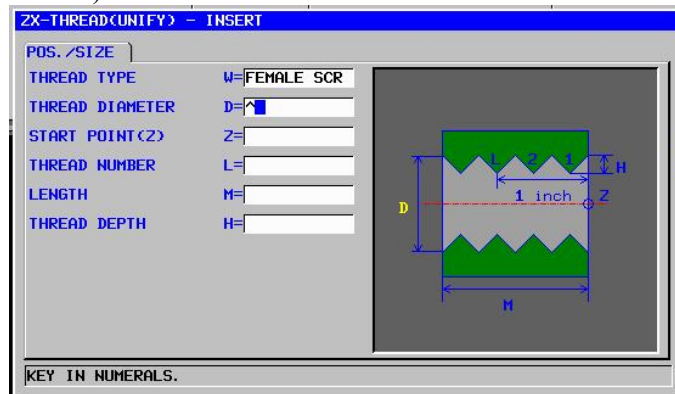 ZX-THREAD(UNIFY) - INSERT
POS./SIZE
THREAD TYPE W=FEMALE SCR
THREAD DIAMETER D=^
START POINT(Z) Z=
THREAD NUMBER L=
LENGTH M=
THREAD DEPTH H=
L 2 1 H
1 inch Z
D
M
KEY IN NUMERALS.